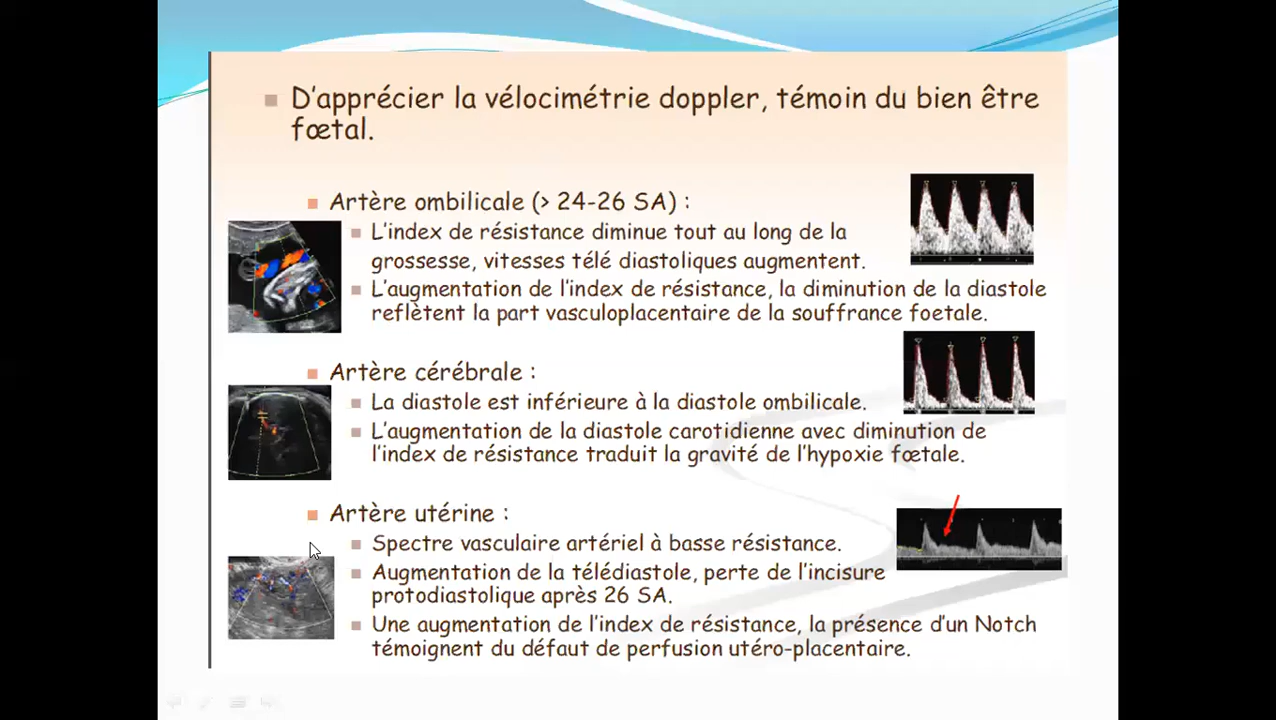 D'apprécier la vélocimétrie doppler, témoin du bien être
fœtal.
Artère ombilicale (> 24-26 SA) :
L'index de résistance diminue tout au long de la
grossesse, vitesses télé diastoliques augmentent.
L'augmentation de l'index de résistance, la diminution de la diastole
reflètent la part vasculoplacentaire de la souffrance foetale.
Artère cérébrale :
La diastole est inférieure à la diastole ombilicale.
L'augmentation de la diastole carotidienne avec diminution de
l'index de résistance traduit la gravité de l'hypoxie fœtale.
Artère utérine :
Spectre vasculaire artériel à basse résistance.
Augmentation de la télédiastole, perte de l'incisure
protodiastolique après 26 SA.
Une augmentation de l'index de résistance, la présence d'un Notch
témoignent du défaut de perfusion utéro-placentaire.